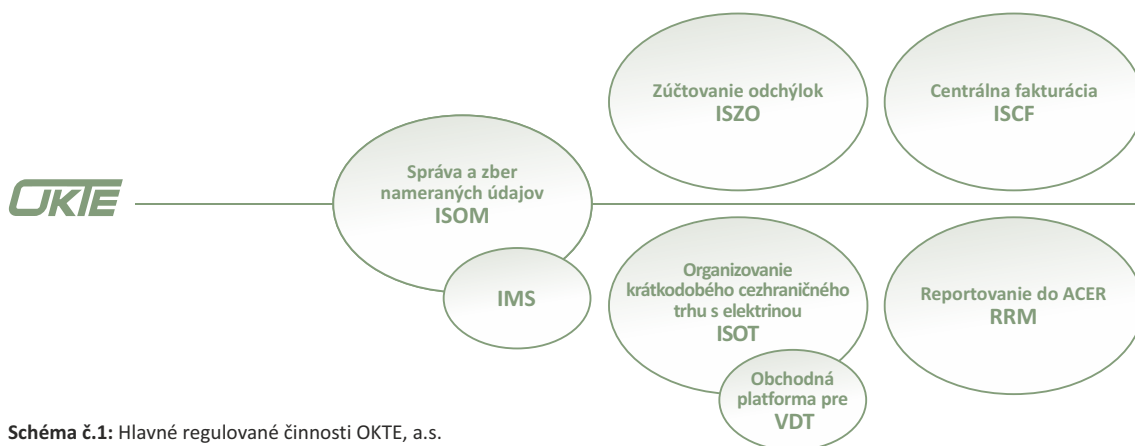 OKTE
Správa a zber
nameraných údajov
ISOM
IMS
Zúčtovanie odchýlok
ISZO
Centrálna fakturácia
ISCF
Organizovanie
krátkodobého cezhraničného
trhu s elektrinou
ISOT
Obchodná
platforma pre
VDT
Reportovanie do ACER
RRM
Schéma č.1: Hlavné regulované činnosti OKTE, a.s.